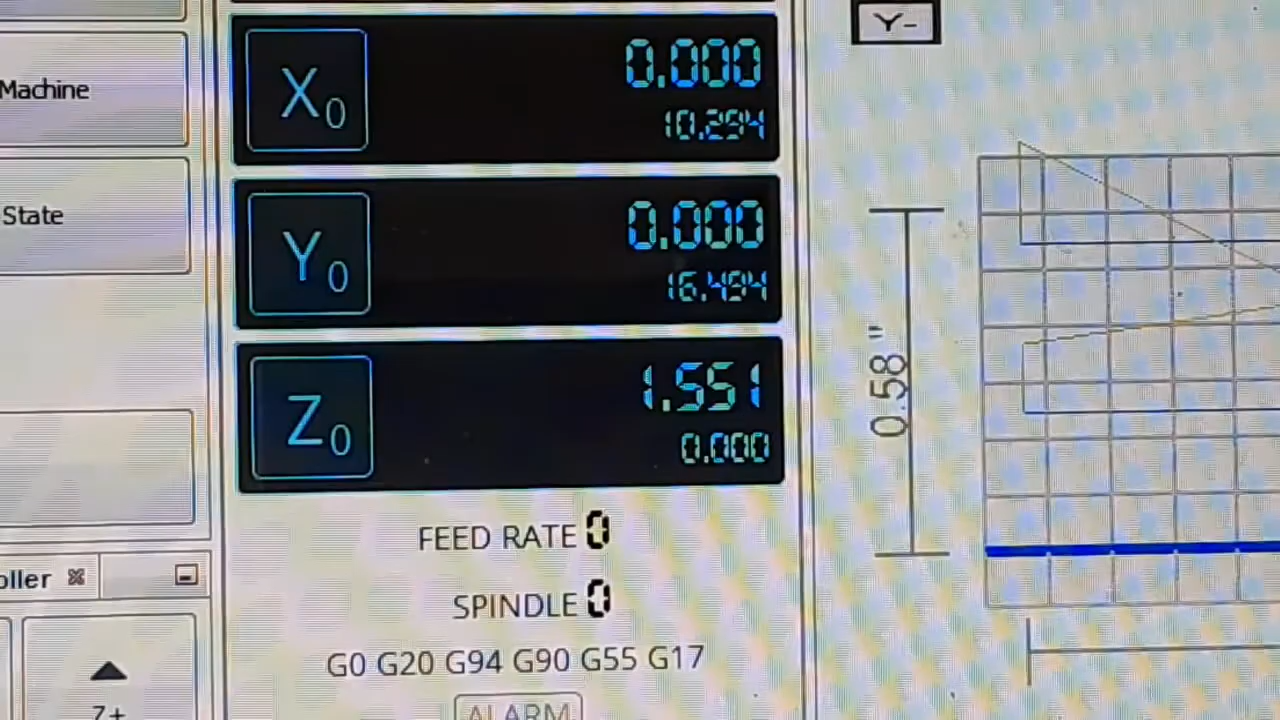 Y-
Machine
X0
0.000
10.294
State
Y0
0.000
16.494
Z0
1.551
0.000
0.58"
FEED RATE 0
oller
SPINDLE 0
G0 G20 G94 G90 G55 G17
Z+
ALARM